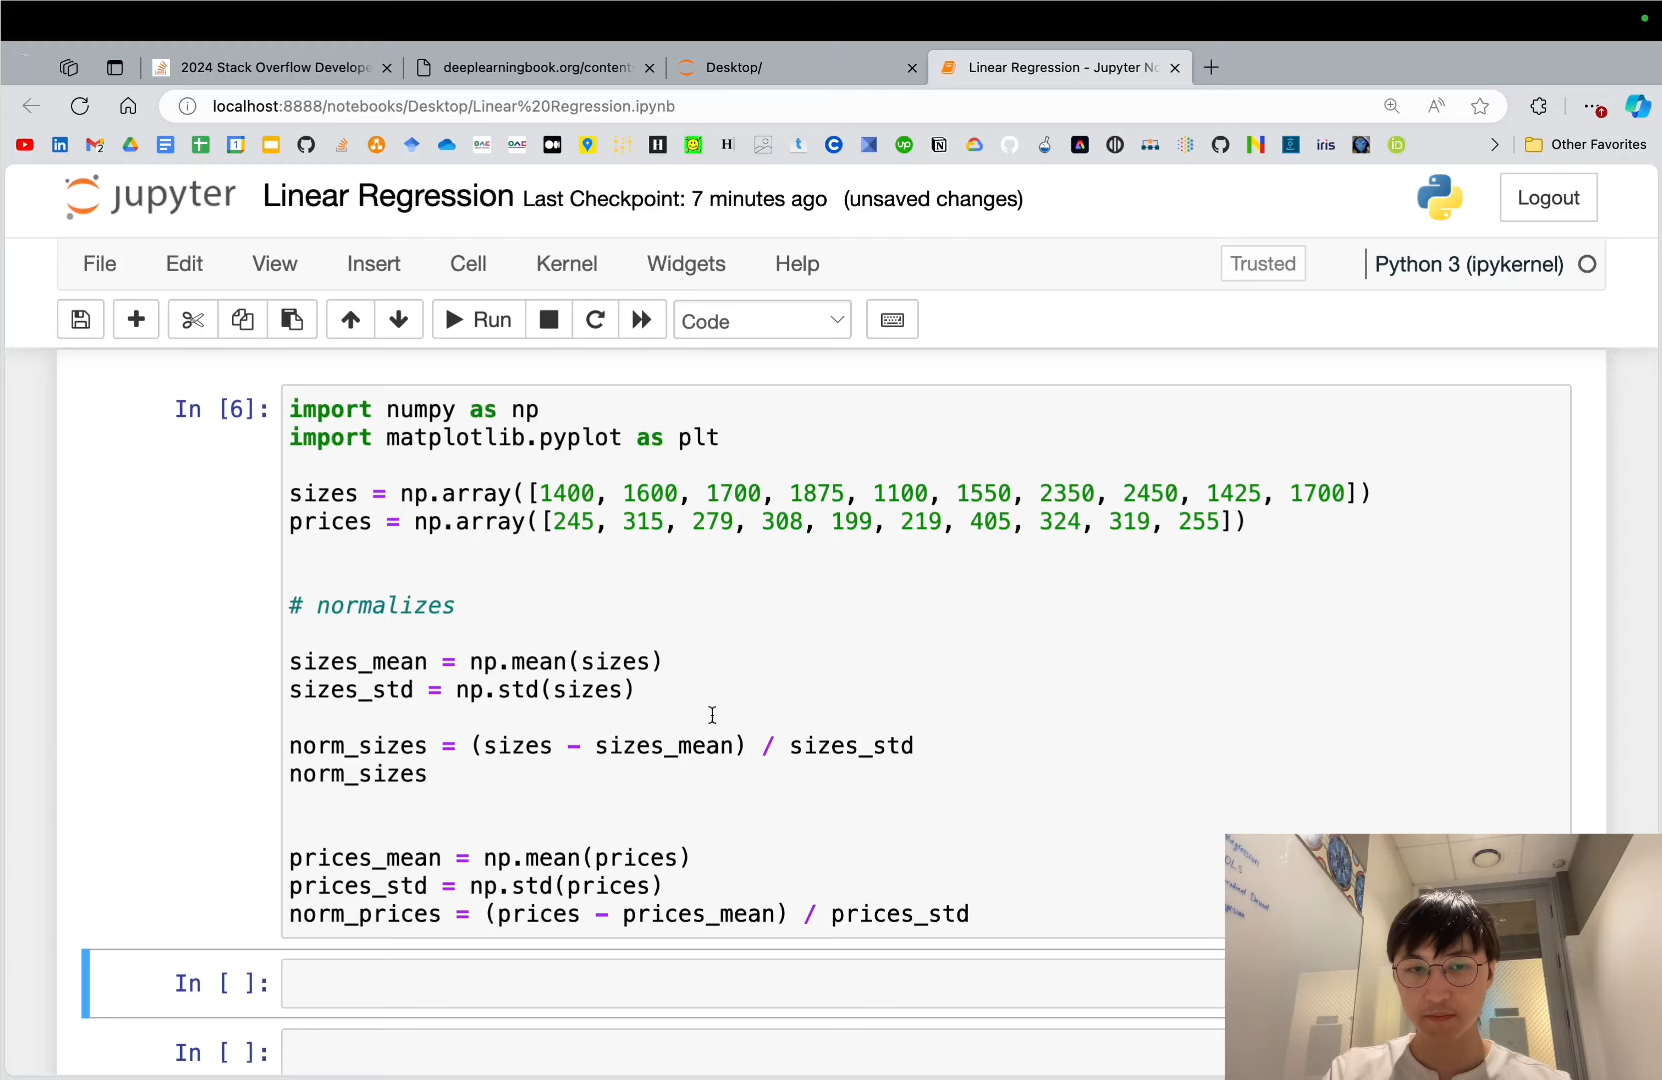 2024 Stack Overflow Develope
deeplearningbook.org/content
Desktop/
Linear Regression - Jupyter No
localhost:8888/notebooks/Desktop/Linear%20Regression.ipynb
Other Favorites
jupyter Linear Regression Last Checkpoint: 7 minutes ago (unsaved changes)
Logout
File Edit View Insert Cell Kernel Widgets Help
Trusted
Python 3 (ipykernel)
Run
Code
In [6]:
import numpy as np
import matplotlib.pyplot as plt
sizes = np.array([1400, 1600, 1700, 1875, 1100, 1550, 2350, 2450, 1425, 1700])
prices = np.array([245, 315, 279, 308, 199, 219, 405, 324, 319, 255])
# normalizes
sizes_mean = np.mean(sizes)
sizes_std = np.std(sizes)
norm_sizes = (sizes - sizes_mean) / sizes_std
norm_sizes
prices_mean = np.mean(prices)
prices_std = np.std(prices)
norm_prices = (prices - prices_mean) / prices_std
In [ ]:
In [ ]: